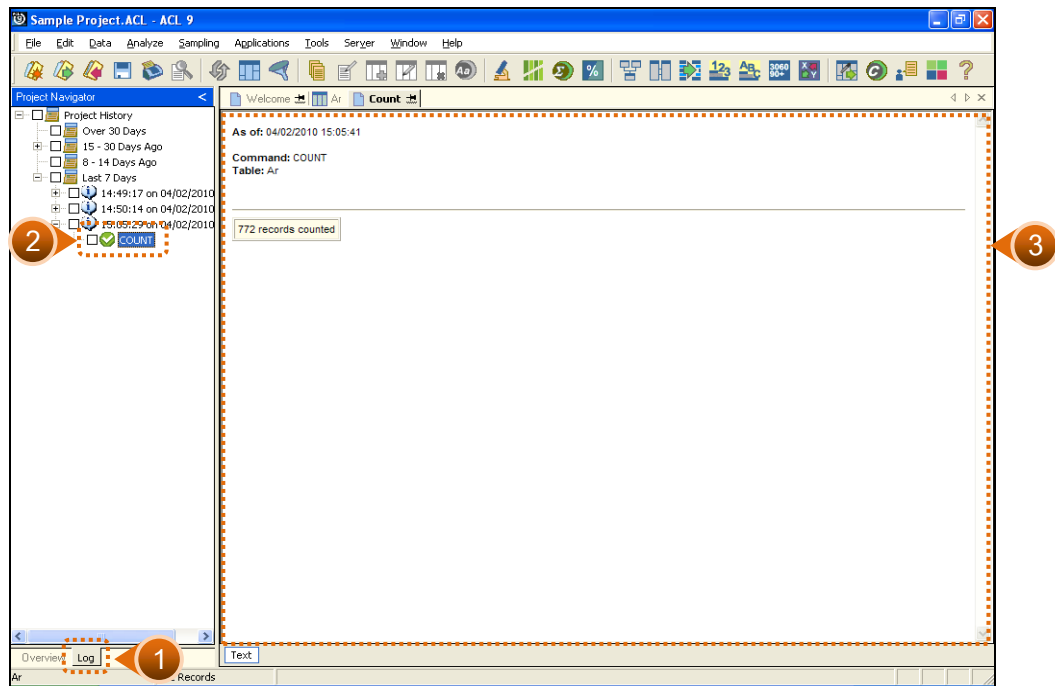 Sample Project.ACL - ACL 9
File Edit Data Analyze Sampling Applications Tools Server Window Help
Project Navigator <
Welcome Ar Count
Project History
Over 30 Days
15 - 30 Days Ago
8 - 14 Days Ago
Last 7 Days
14:49:17 on 04/02/2010
14:50:14 on 04/02/2010
15:05:29 on 04/02/2010
COUNT
As of: 04/02/2010 15:05:41
Command: COUNT
Table: Ar
772 records counted
2
3
1
Overview Log
Text
Ar Records